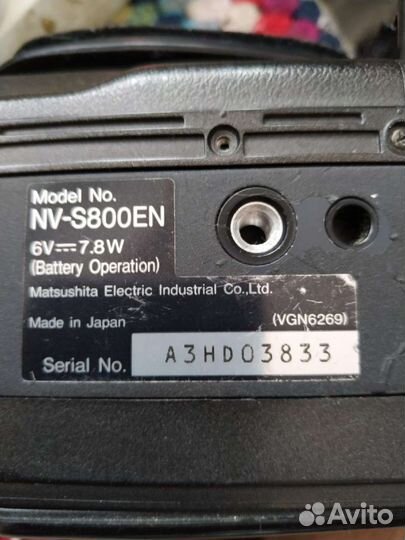 Model No.
NV-S800EN
6V⎓7.8W
(Battery Operation)
Matsushita Electric Industrial Co.,Ltd.
Made in Japan (VGN6269)
Serial No. A3HD03833
Avito